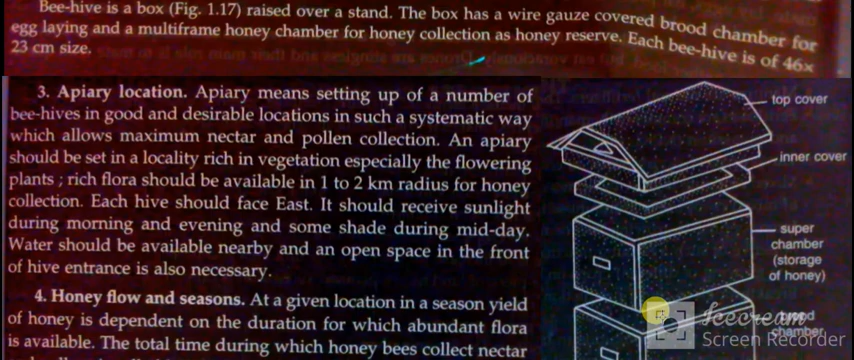 Bee-hive is a box (Fig. 1.17) raised over a stand. The box has a wire gauze covered brood chamber for
egg laying and a multiframe honey chamber for honey collection as honey reserve. Each bee-hive is of 46×
23 cm size.
3. Apiary location. Apiary means setting up of a number of
bee-hives in good and desirable locations in such a systematic way
which allows maximum nectar and pollen collection. An apiary
should be set in a locality rich in vegetation especially the flowering
plants ; rich flora should be available in 1 to 2 km radius for honey
collection. Each hive should face East. It should receive sunlight
during morning and evening and some shade during mid-day.
Water should be available nearby and an open space in the front
of hive entrance is also necessary.
4. Honey flow and seasons. At a given location in a season yield
of honey is dependent on the duration for which abundant flora
is available. The total time during which honey bees collect nectar
top cover
inner cover
super
chamber
(storage
of honey)
chamber
Icecream
Screen Recorder